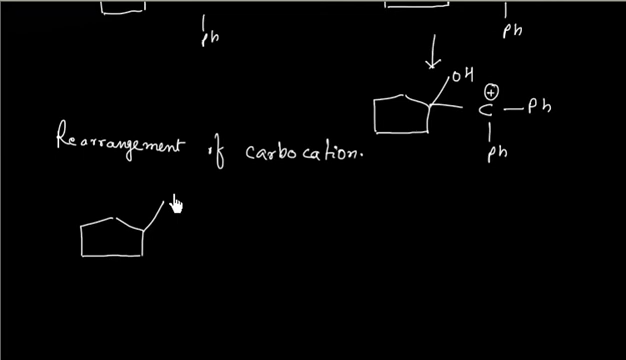 Ph
Ph
OH
+
C — Ph
Ph
Rearrangement of carbocation.